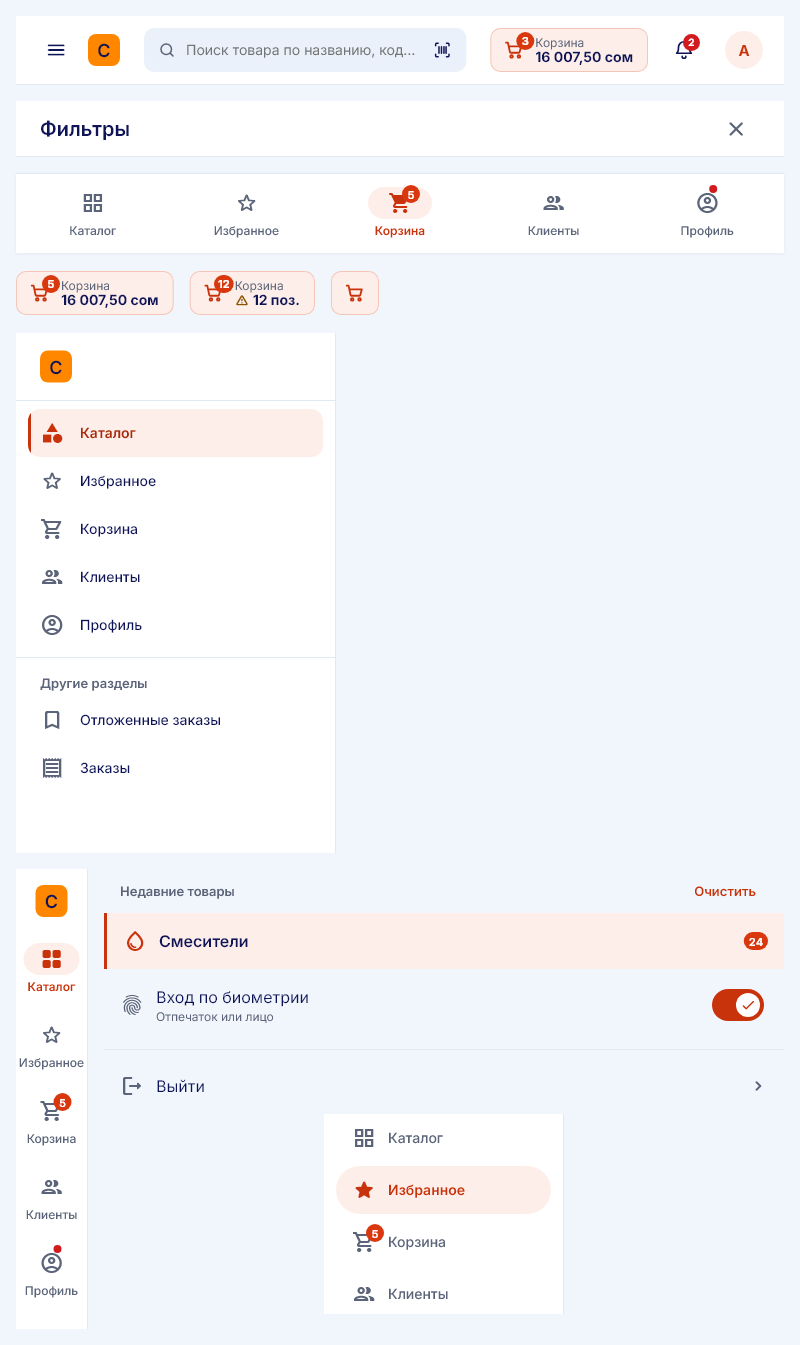 C
Поиск товара по названию, код...
3
Корзина
16 007,50 сом
2
А
Фильтры
Каталог
Избранное
5
Корзина
Клиенты
Профиль
5
Корзина
16 007,50 сом
12
Корзина
12 поз.
C
Каталог
Избранное
Корзина
Клиенты
Профиль
Другие разделы
Отложенные заказы
Заказы
C
Каталог
Избранное
5
Корзина
Клиенты
Профиль
Недавние товары
Очистить
Смесители
24
Вход по биометрии
Отпечаток или лицо
Выйти
Каталог
Избранное
5
Корзина
Клиенты